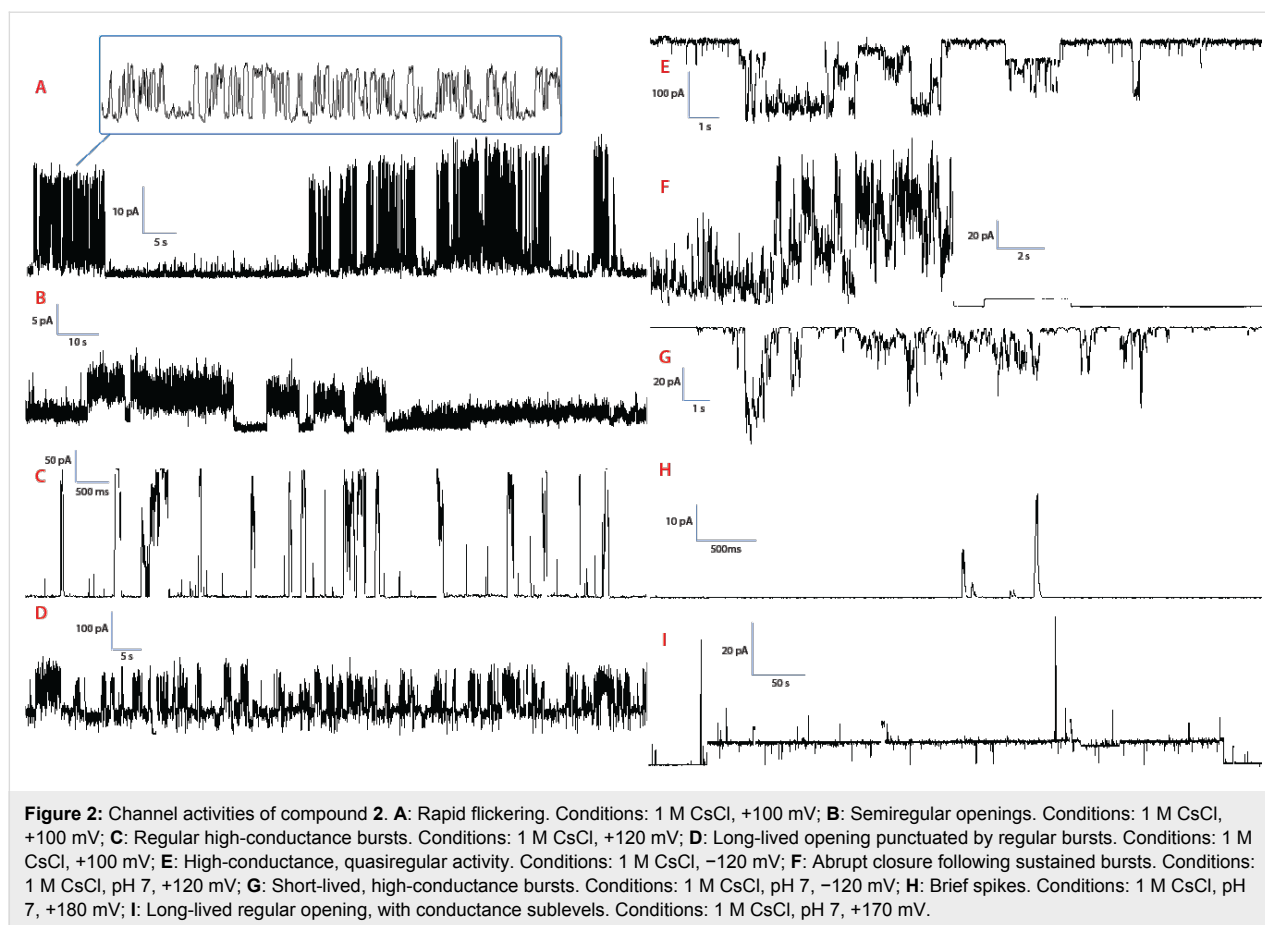 A
10 pA
5 s
B
5 pA
10 s
C
50 pA
500 ms
D
100 pA
5 s
E
100 pA
1 s
F
20 pA
2 s
G
20 pA
1 s
H
10 pA
500ms
I
20 pA
50 s
Figure 2: Channel activities of compound 2. A: Rapid flickering. Conditions: 1 M CsCl, +100 mV; B: Semiregular openings. Conditions: 1 M CsCl,
+100 mV; C: Regular high-conductance bursts. Conditions: 1 M CsCl, +120 mV; D: Long-lived opening punctuated by regular bursts. Conditions: 1 M
CsCl, +100 mV; E: High-conductance, quasiregular activity. Conditions: 1 M CsCl, −120 mV; F: Abrupt closure following sustained bursts. Conditions:
1 M CsCl, pH 7, +120 mV; G: Short-lived, high-conductance bursts. Conditions: 1 M CsCl, pH 7, −120 mV; H: Brief spikes. Conditions: 1 M CsCl, pH
7, +180 mV; I: Long-lived regular opening, with conductance sublevels. Conditions: 1 M CsCl, pH 7, +170 mV.